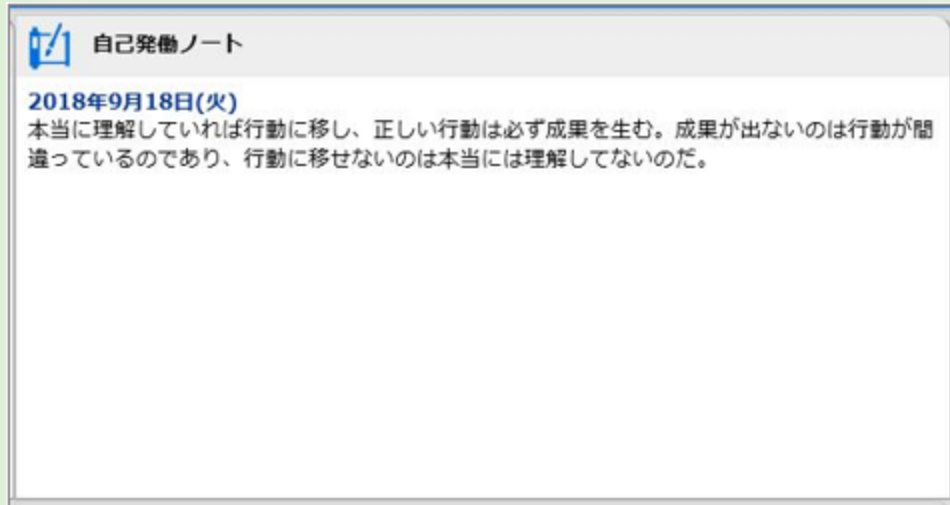 自己発働ノート
2018年9月18日(火)
本当に理解していれば行動に移し、正しい行動は必ず成果を生む。成果が出ないのは行動が間
違っているのであり、行動に移せないのは本当には理解してないのだ。